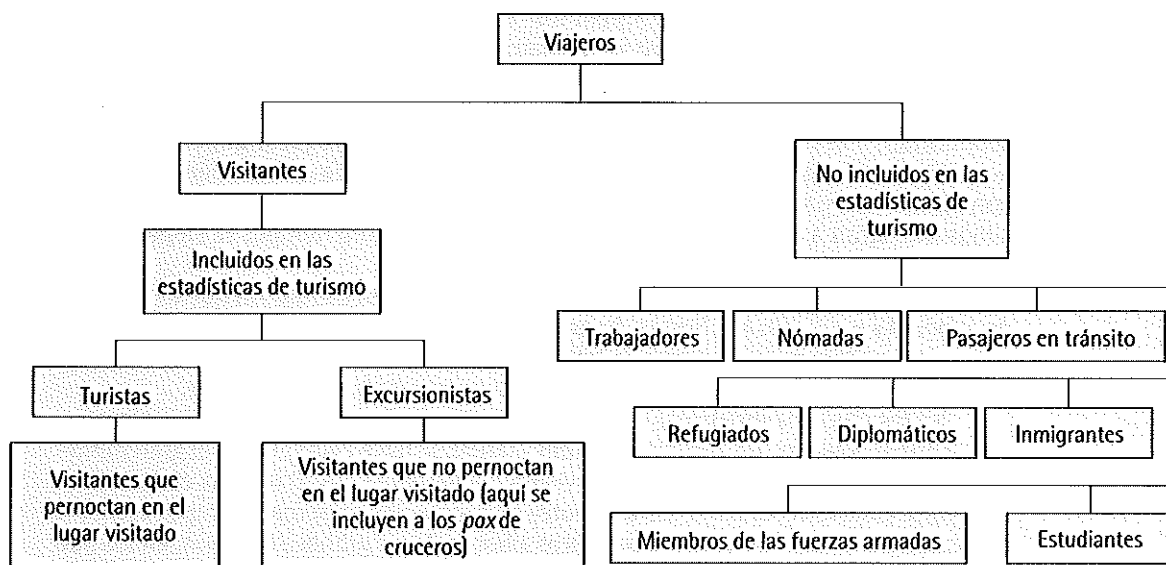 Viajeros
Visitantes
No incluidos en las
estadísticas de
turismo
Incluidos en las
estadísticas de turismo
Trabajadores
Nómadas
Pasajeros en tránsito
Turistas
Excursionistas
Refugiados
Diplomáticos
Inmigrantes
Visitantes que
pernoctan en el
lugar visitado
Visitantes que no pernoctan
en el lugar visitado (aquí se
incluyen a los pax de
cruceros)
Miembros de las fuerzas armadas
Estudiantes